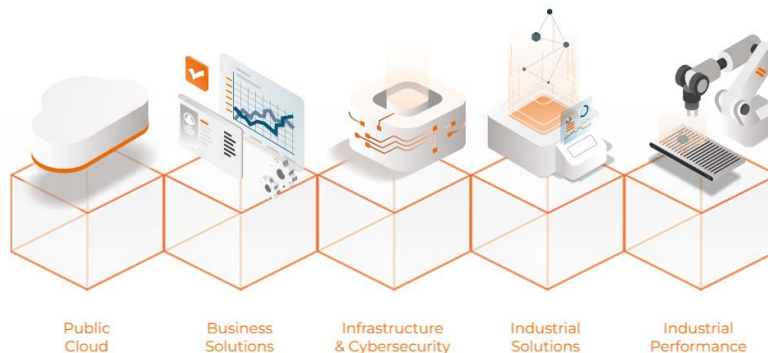 Public
Cloud
Business
Solutions
Infrastructure
& Cybersecurity
Industrial
Solutions
Industrial
Performance